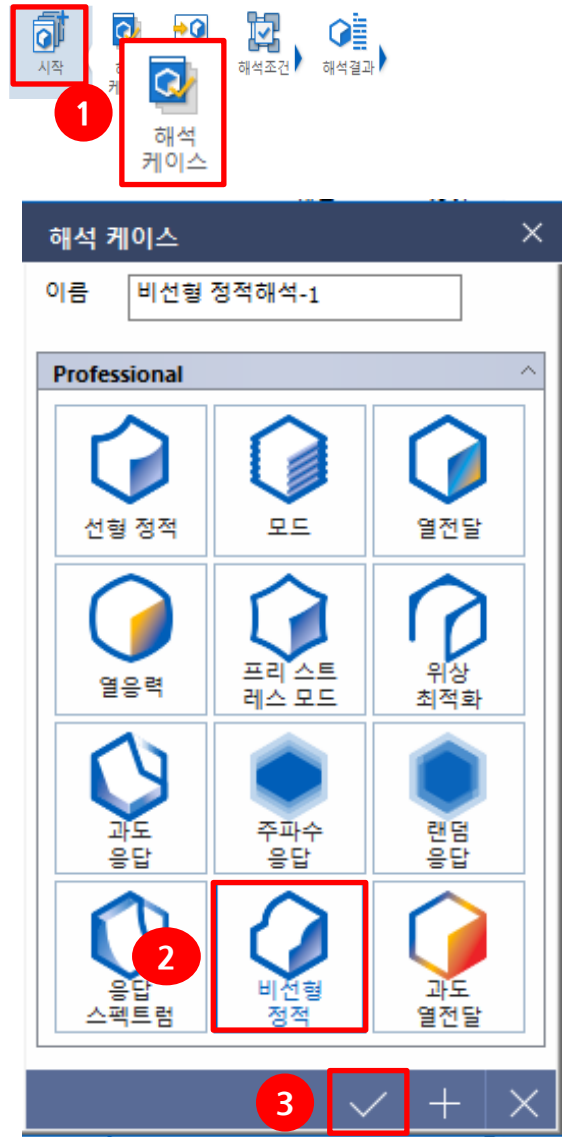 시작
해석조건
해석결과
1
해석
케이스
해석 케이스
이름
비선형 정적해석-1
Professional
선형 정적
모드
열전달
열응력
프리 스트
레스 모드
위상
최적화
과도
응답
주파수
응답
랜덤
응답
2
응답
스펙트럼
비선형
정적
과도
열전달
3